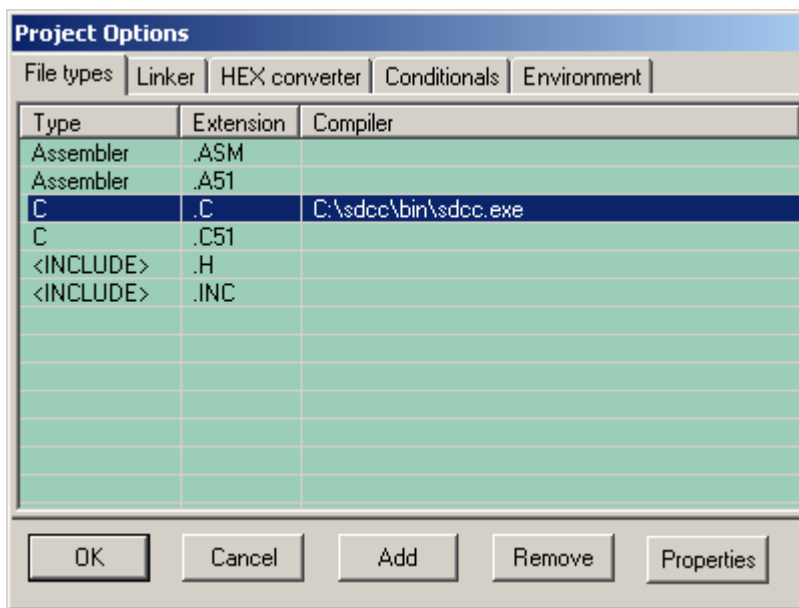 Project Options
File types Linker HEX converter Conditionals Environment
Type Extension Compiler
Assembler .ASM
Assembler .A51
C .C C:\sdcc\bin\sdcc.exe
C .C51
<INCLUDE> .H
<INCLUDE> .INC
OK Cancel Add Remove Properties